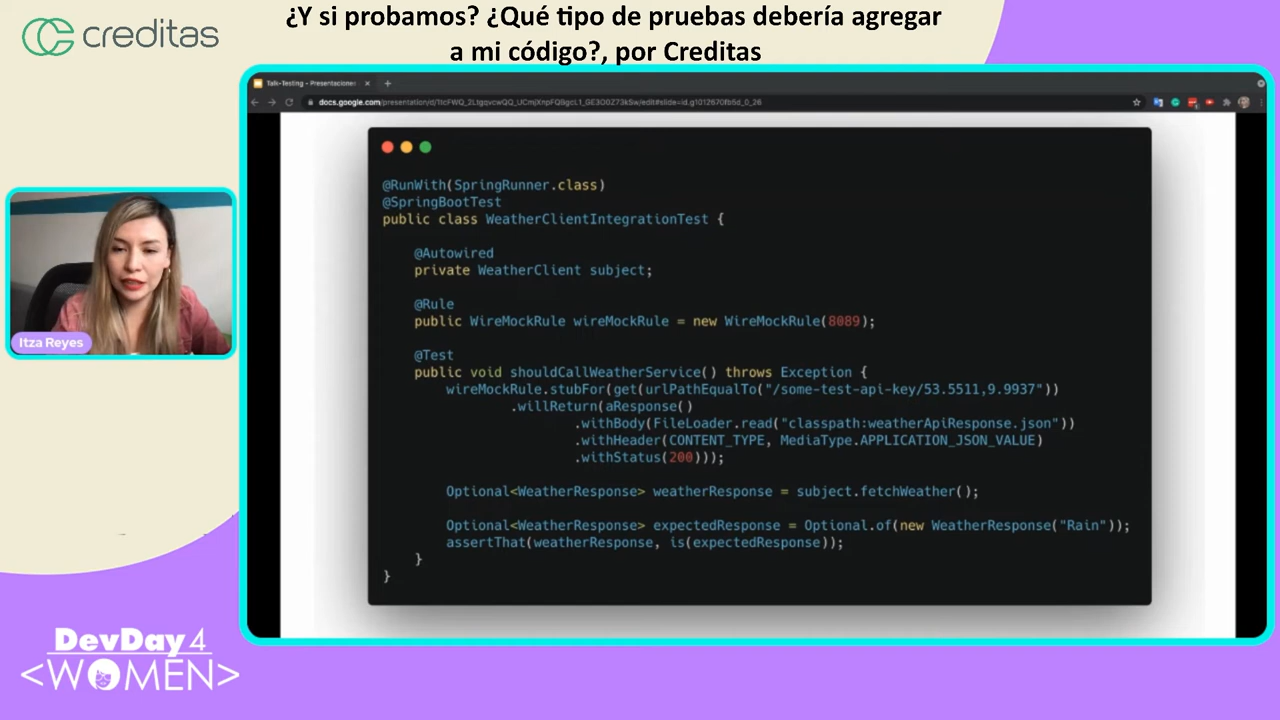 creditas
¿Y si probamos? ¿Qué tipo de pruebas debería agregar
a mi código?, por Creditas
Talk-Testing - Presentaciones
@RunWith(SpringRunner.class)
@SpringBootTest
public class WeatherClientIntegrationTest {
@Autowired
private WeatherClient subject;
@Rule
public WireMockRule wireMockRule = new WireMockRule(8089);
@Test
public void shouldCallWeatherService() throws Exception {
wireMockRule.stubFor(get(urlPathEqualTo("/some-test-api-key/53.5511,9.9937"))
.willReturn(aResponse()
.withBody(FileLoader.read("classpath:weatherApiResponse.json"))
.withHeader(CONTENT_TYPE, MediaType.APPLICATION_JSON_VALUE)
.withStatus(200)));
Optional<WeatherResponse> weatherResponse = subject.fetchWeather();
Optional<WeatherResponse> expectedResponse = Optional.of(new WeatherResponse("Rain"));
assertThat(weatherResponse, is(expectedResponse));
}
}
Itza Reyes
DevDay4
<WOMEN>